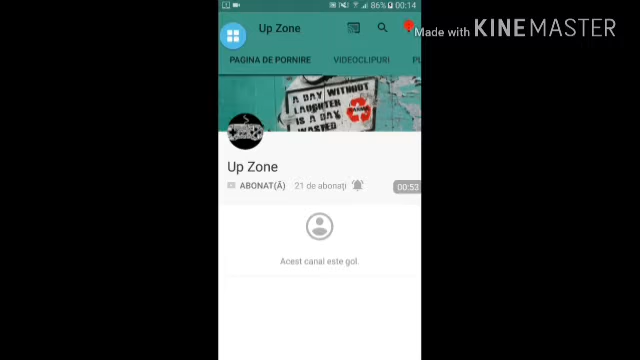 86% 00:14
Up Zone
Made with KINEMASTER
PAGINA DE PORNIRE VIDEOCLIPURI
A DAY WITHOUT
LAUGHTER
IS A DAY
WASTED
Up Zone
ABONAT(Ă) 21 de abonați
00:53
Acest canal este gol.